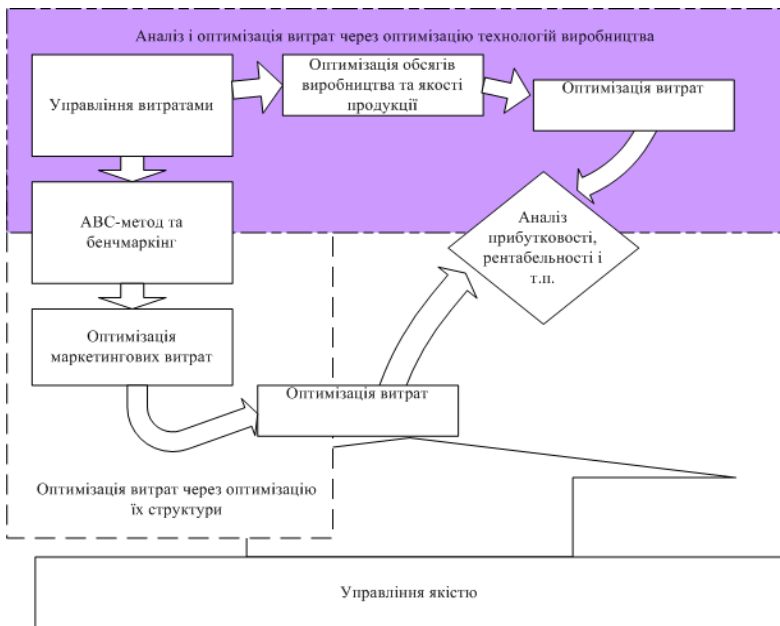 Аналіз і оптимізація витрат через оптимізацію технологій виробництва
Управління витратами
Оптимізація обсягів
виробництва та якості
продукції
Оптимізація витрат
АВС-метод та
бенчмаркінг
Аналіз
прибутковості,
рентабельності і
т.п.
Оптимізація
маркетингових витрат
Оптимізація витрат
Оптимізація витрат через оптимізацію
їх структури
Управління якістю